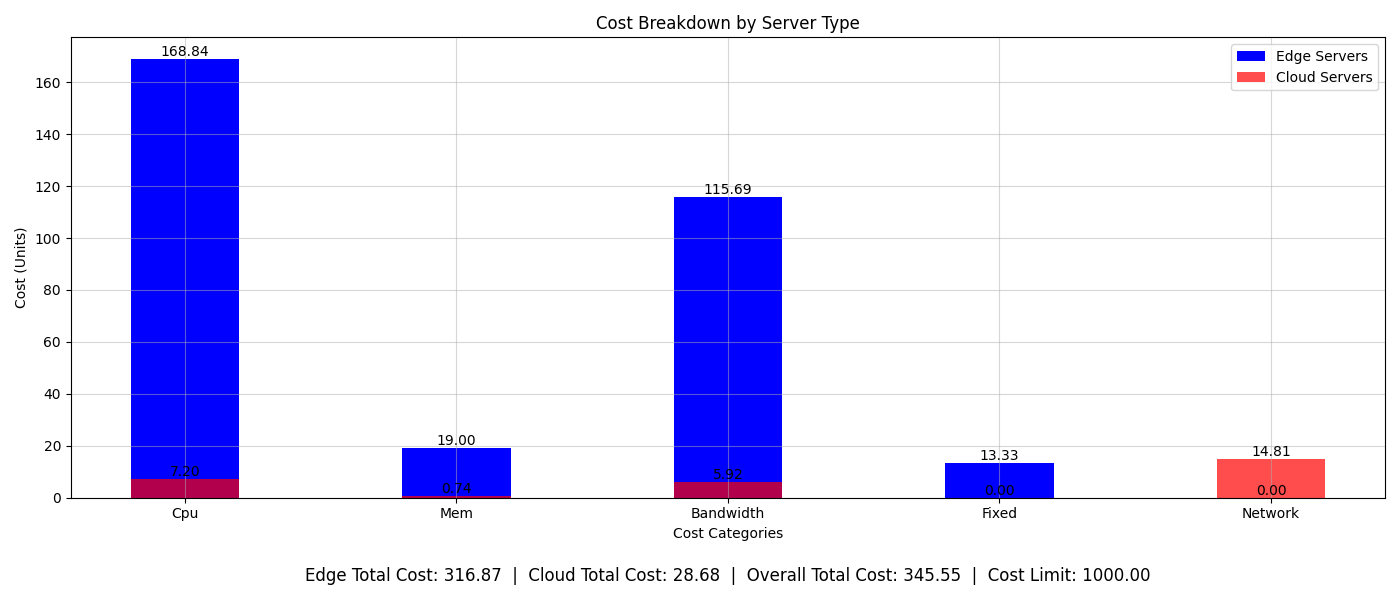 Cost Breakdown by Server Type
Edge Servers
Cloud Servers
Cost (Units)
160
140
120
100
80
60
40
20
0
168.84
7.20
19.00
0.74
115.69
5.92
13.33
0.00
14.81
0.00
Cpu
Mem
Bandwidth
Fixed
Network
Cost Categories
Edge Total Cost: 316.87 | Cloud Total Cost: 28.68 | Overall Total Cost: 345.55 | Cost Limit: 1000.00